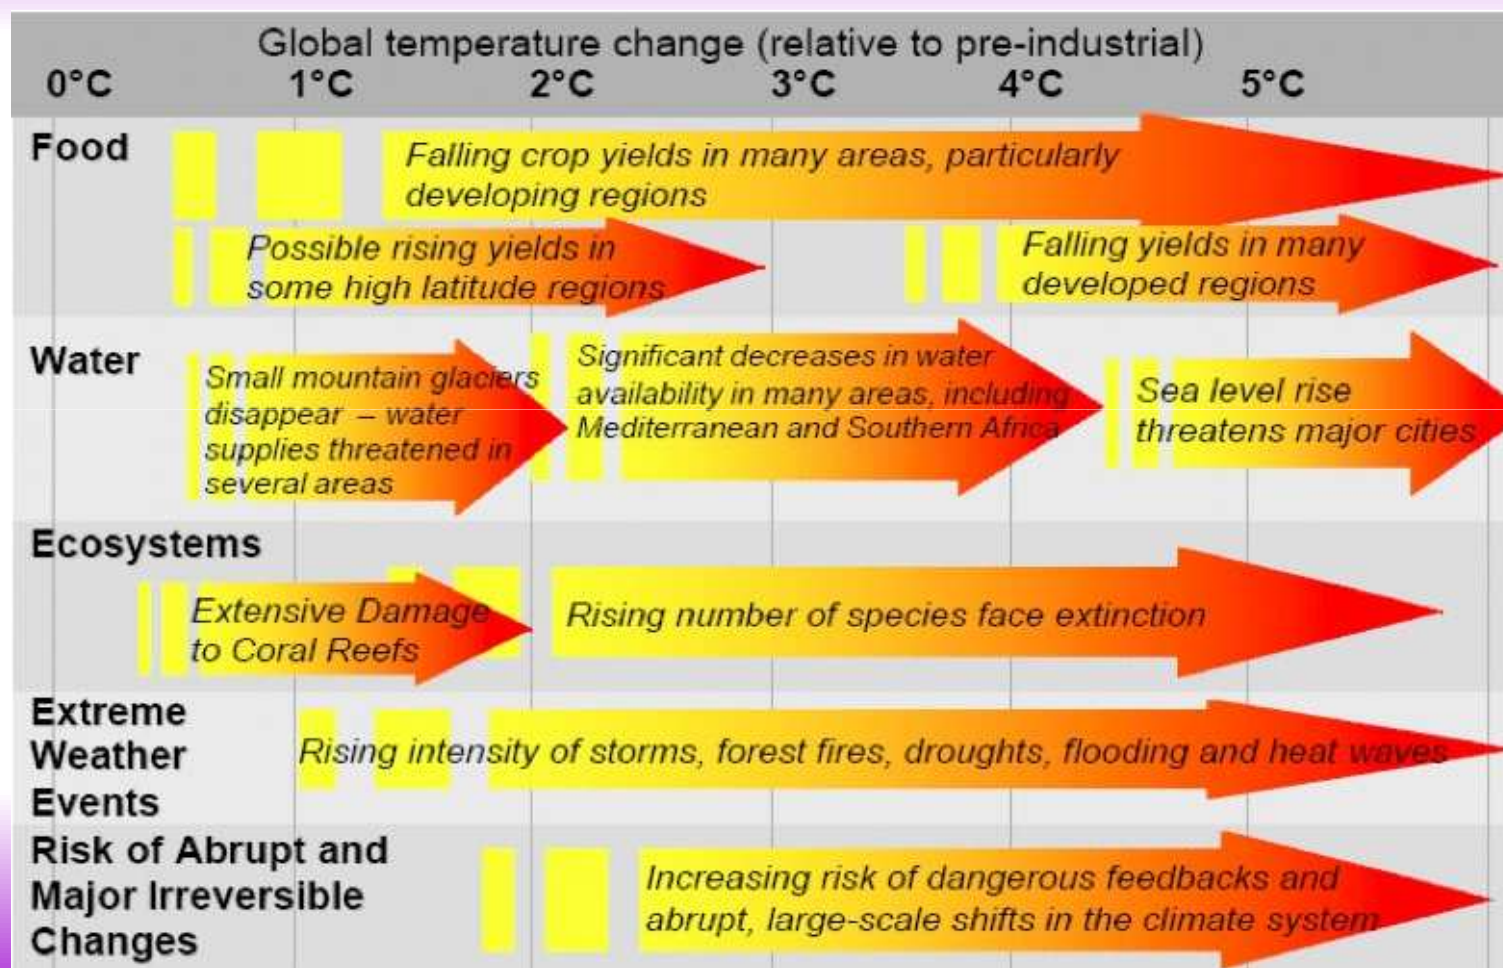 Global temperature change (relative to pre-industrial)
0°C 1°C 2°C 3°C 4°C 5°C
Food
Falling crop yields in many areas, particularly
developing regions
Possible rising yields in
some high latitude regions
Falling yields in many
developed regions
Water
Small mountain glaciers
disappear – water
supplies threatened in
several areas
Significant decreases in water
availability in many areas, including
Mediterranean and Southern Africa
Sea level rise
threatens major cities
Ecosystems
Extensive Damage
to Coral Reefs
Rising number of species face extinction
Extreme
Weather
Events
Rising intensity of storms, forest fires, droughts, flooding and heat waves
Risk of Abrupt and
Major Irreversible
Changes
Increasing risk of dangerous feedbacks and
abrupt, large-scale shifts in the climate system